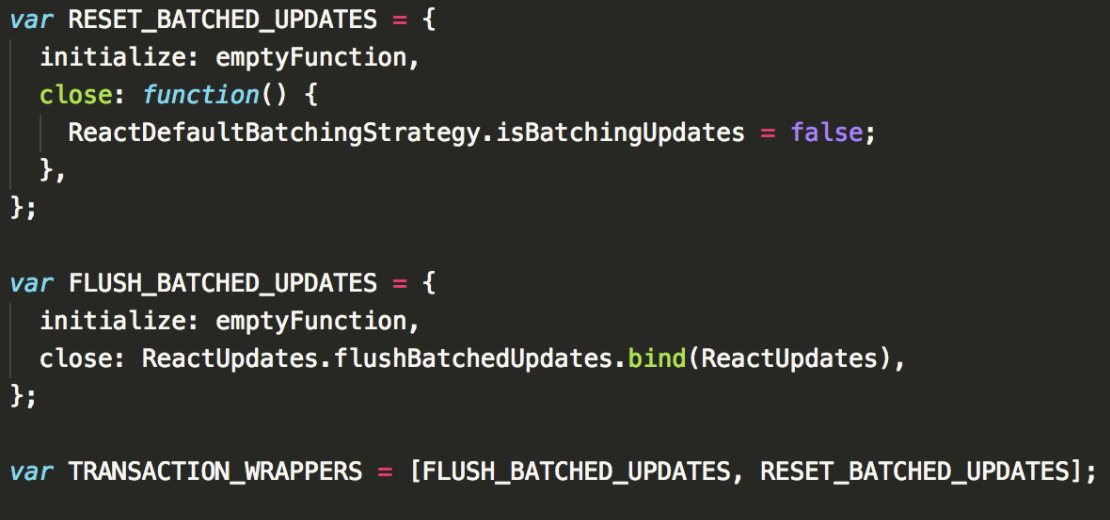 var RESET_BATCHED_UPDATES = {
  initialize: emptyFunction,
  close: function() {
    ReactDefaultBatchingStrategy.isBatchingUpdates = false;
  },
};

var FLUSH_BATCHED_UPDATES = {
  initialize: emptyFunction,
  close: ReactUpdates.flushBatchedUpdates.bind(ReactUpdates),
};

var TRANSACTION_WRAPPERS = [FLUSH_BATCHED_UPDATES, RESET_BATCHED_UPDATES];